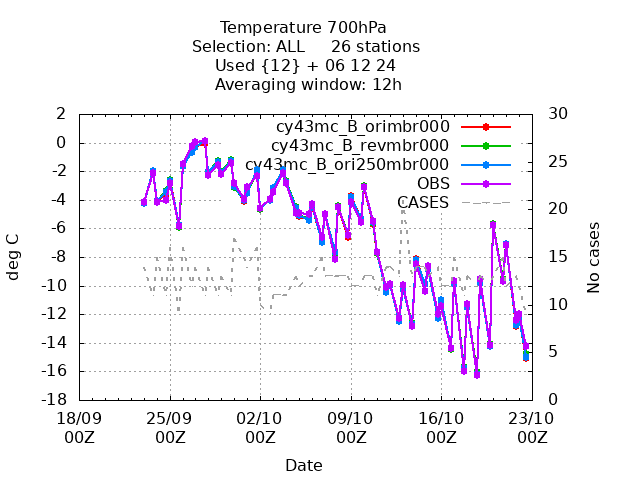 Temperature 700hPa
Selection: ALL     26 stations
Used {12} + 06 12 24
Averaging window: 12h
cy43mc_B_orimbr000
cy43mc_B_revmbr000
cy43mc_B_ori250mbr000
OBS
CASES
deg C
2
0
-2
-4
-6
-8
-10
-12
-14
-16
-18
30
25
20
15
10
5
0
No cases
18/09 25/09 02/10 09/10 16/10 23/10
00Z 00Z 00Z 00Z 00Z 00Z
Date